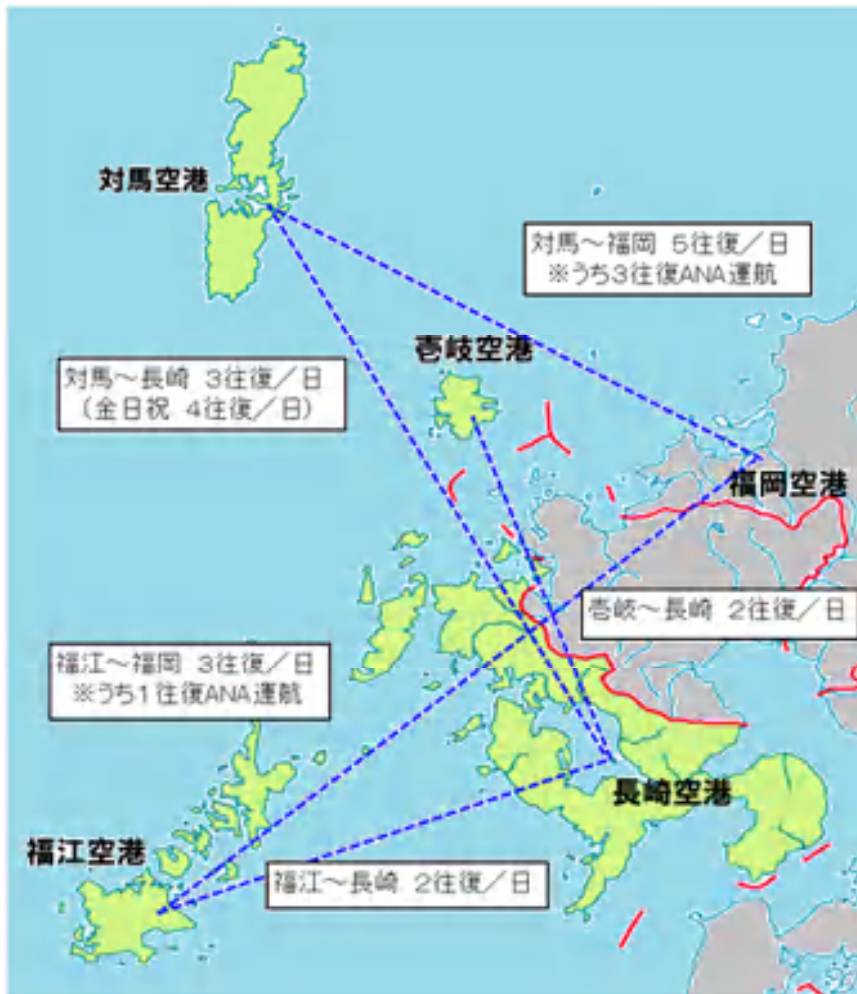 対馬空港
対馬～福岡 5往復／日
※うち3往復ANA運航
壱岐空港
対馬～長崎 3往復／日
（金日祝 4往復／日）
福岡空港
壱岐～長崎 2往復／日
福江～福岡 3往復／日
※うち1往復ANA運航
長崎空港
福江空港
福江～長崎 2往復／日